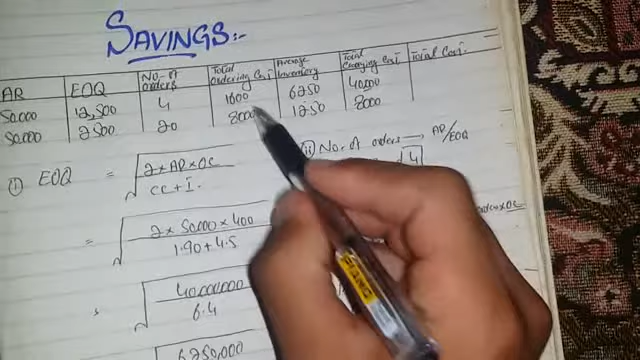 SAVINGS:-
AR EOQ No-of orders Total Ordering Cost Average Inventory Total Carrying Cost Total Cost
50,000 12,500 4 1600 6250 40,000
50,000 2500 20 8000 1250 8000
(i) EOQ = √ 2 x AR x OC
CC + I.
(ii) No. of orders → AR/EOQ
4
= √ 2 x 50,000 x 400
1.90 + 4.5
√ 40,000,000
6.4
√ 6250,000